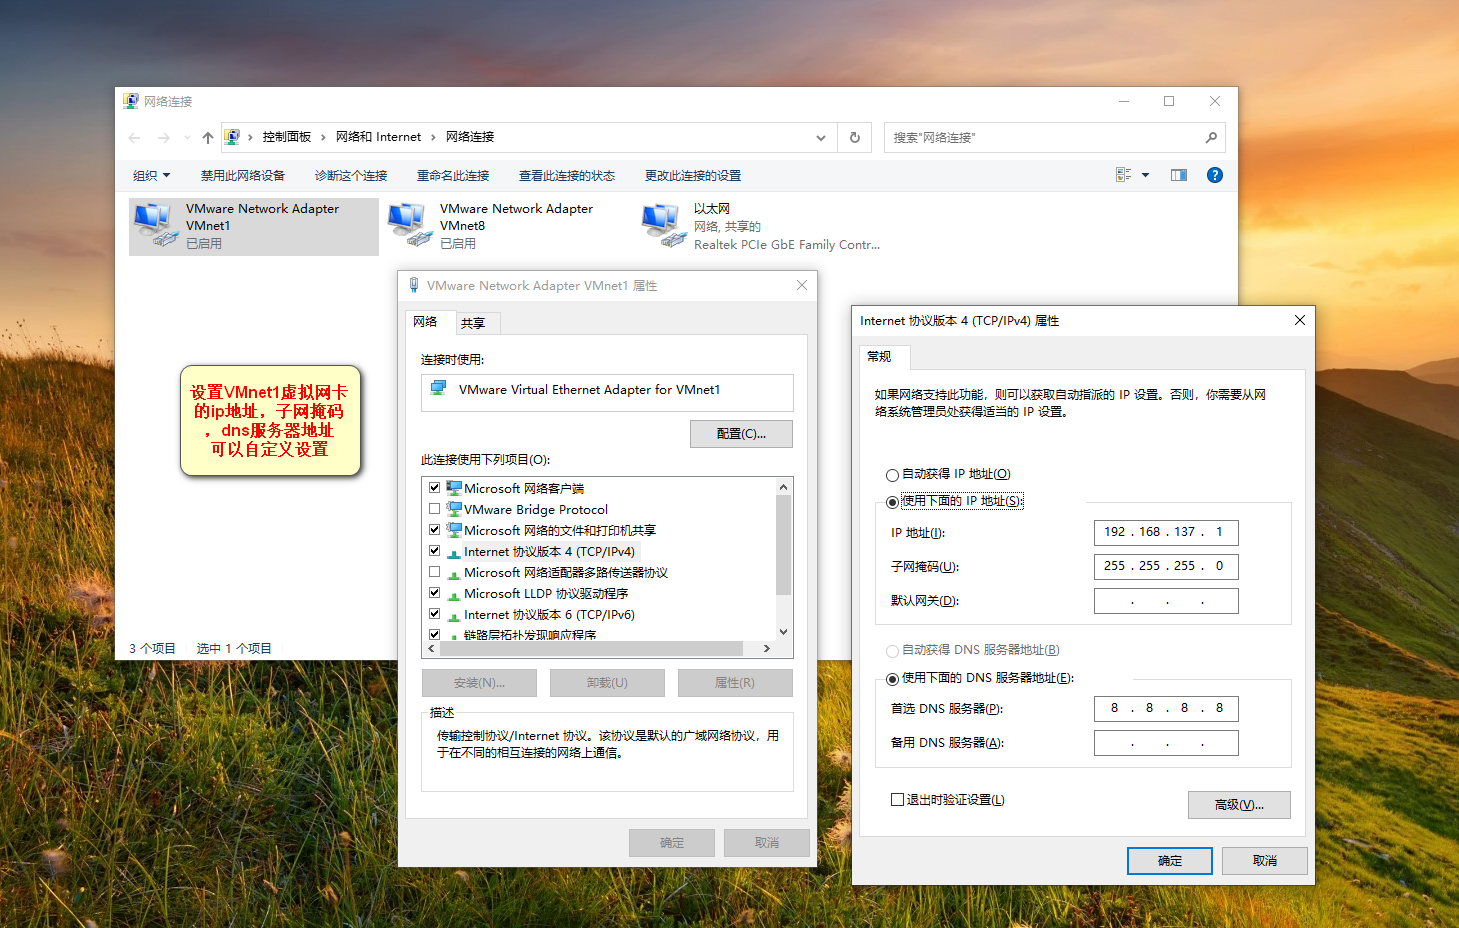 网络连接
控制面板 › 网络和 Internet › 网络连接
搜索"网络连接"
组织
禁用此网络设备
诊断这个连接
重命名此连接
查看此连接的状态
更改此连接的设置
VMware Network Adapter
VMnet1
已启用
VMware Network Adapter
VMnet8
已启用
以太网
网络, 共享的
Realtek PCIe GbE Family Contr...
设置VMnet1虚拟网卡
的ip地址，子网掩码
，dns服务器地址
可以自定义设置
3 个项目
选中 1 个项目
VMware Network Adapter VMnet1 属性
网络
共享
连接时使用:
VMware Virtual Ethernet Adapter for VMnet1
配置(C)...
此连接使用下列项目(O):
Microsoft 网络客户端
VMware Bridge Protocol
Microsoft 网络的文件和打印机共享
Internet 协议版本 4 (TCP/IPv4)
Microsoft 网络适配器多路传送器协议
Microsoft LLDP 协议驱动程序
Internet 协议版本 6 (TCP/IPv6)
链路层拓扑发现响应程序
安装(N)...
卸载(U)
属性(R)
描述
传输控制协议/Internet 协议。该协议是默认的广域网络协议，用
于在不同的相互连接的网络上通信。
确定
取消
Internet 协议版本 4 (TCP/IPv4) 属性
常规
如果网络支持此功能，则可以获取自动指派的 IP 设置。否则，你需要从网
络系统管理员处获得适当的 IP 设置。
自动获得 IP 地址(O)
使用下面的 IP 地址(S):
IP 地址(I):
192 . 168 . 137 . 1
子网掩码(U):
255 . 255 . 255 . 0
默认网关(D):
. . .
自动获得 DNS 服务器地址(B)
使用下面的 DNS 服务器地址(E):
首选 DNS 服务器(P):
8 . 8 . 8 . 8
备用 DNS 服务器(A):
. . .
退出时验证设置(L)
高级(V)...
确定
取消